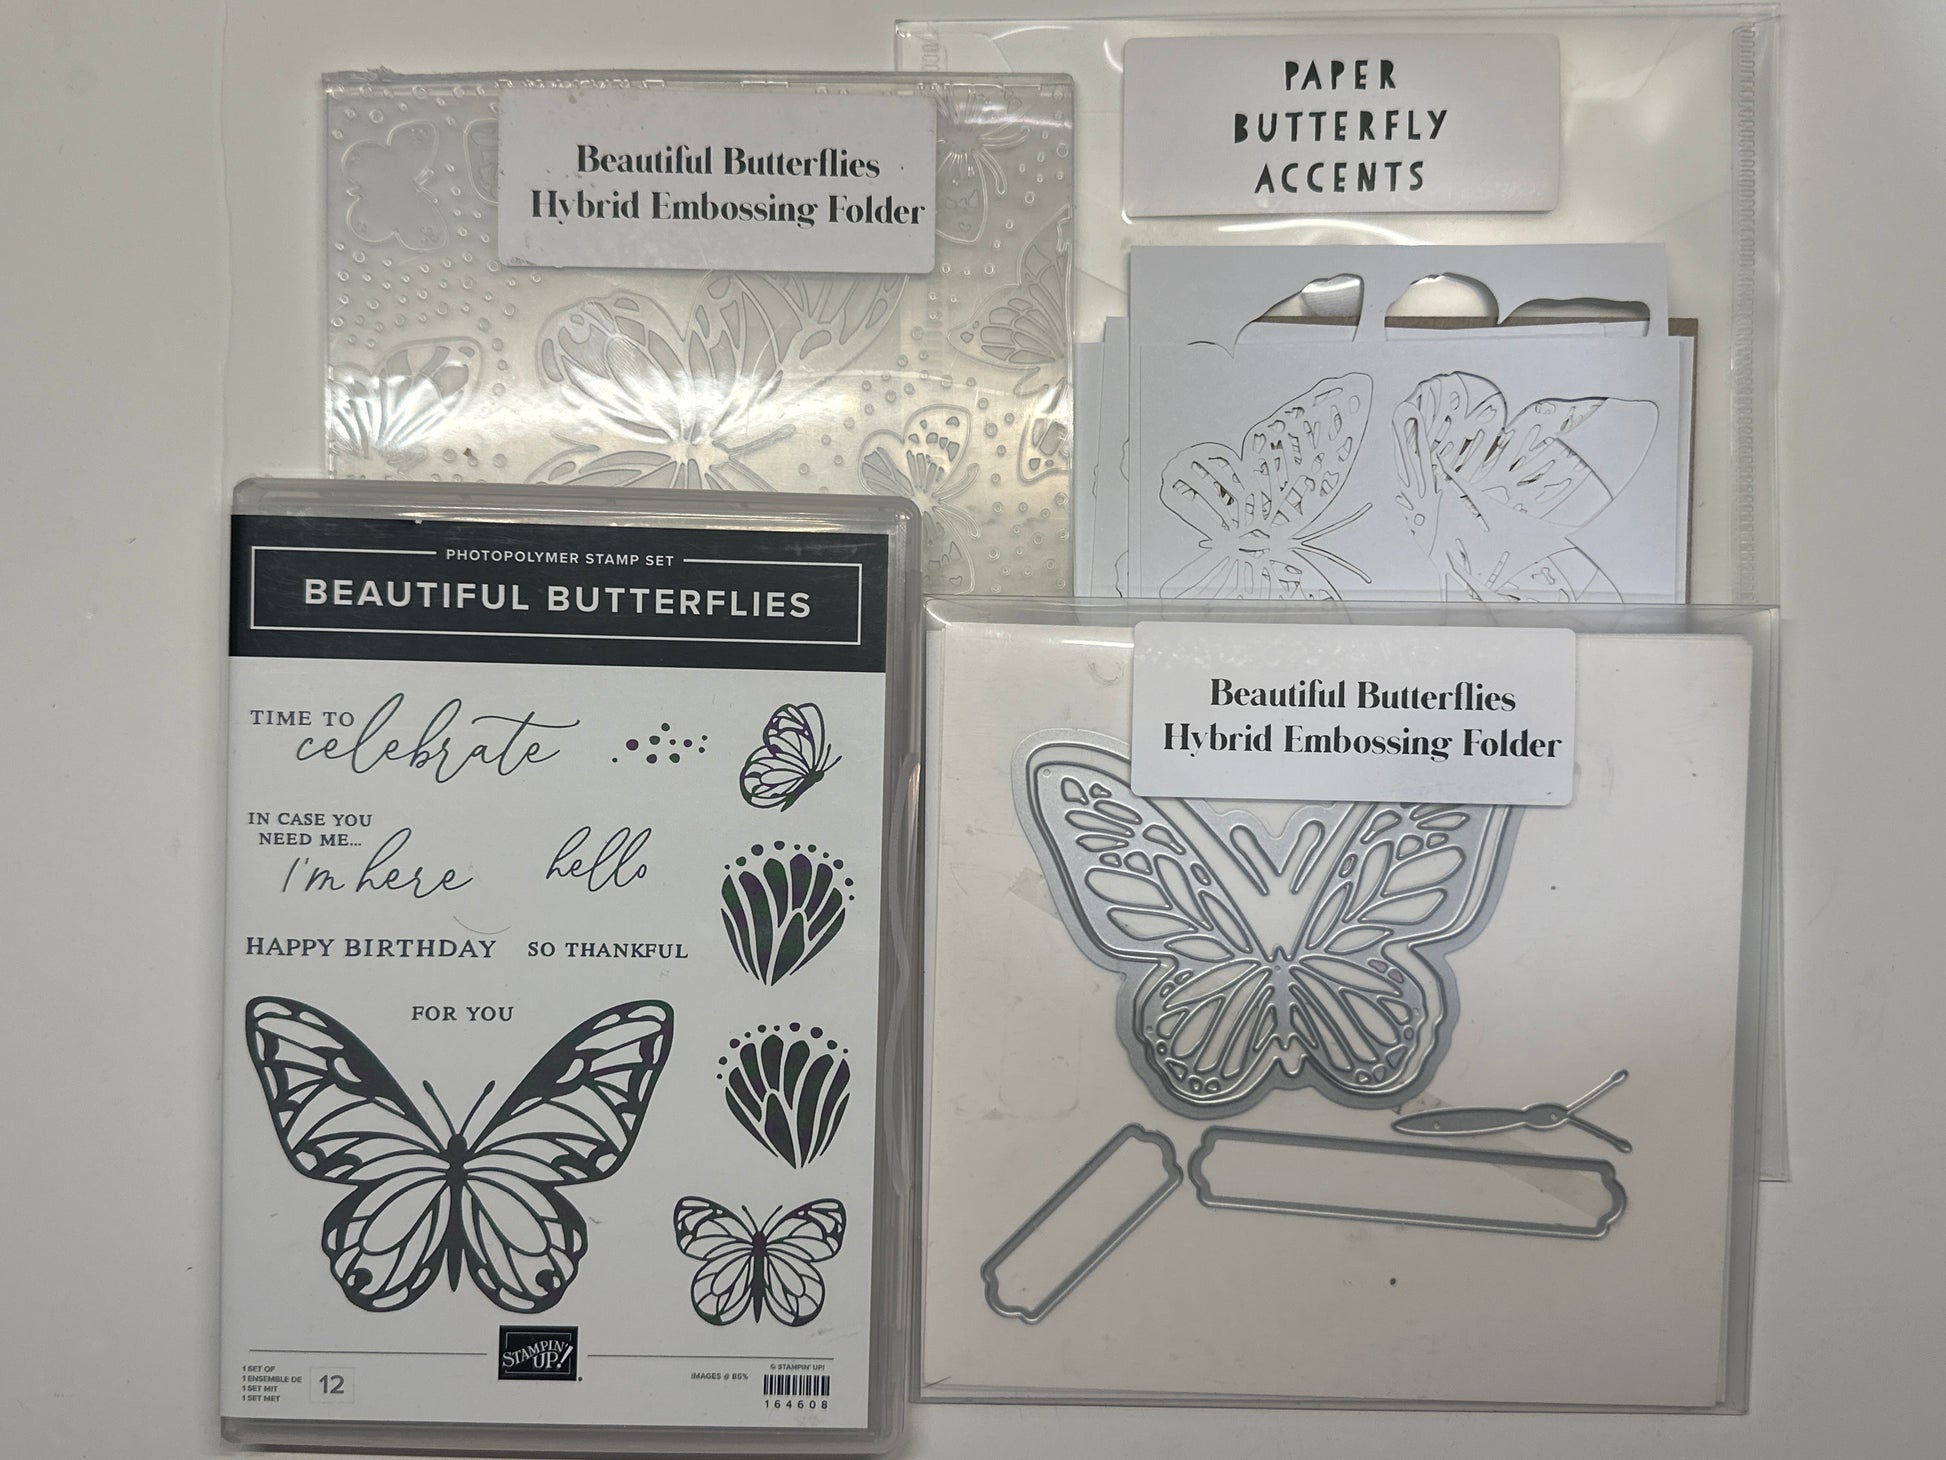 Beautiful Butterflies
Hybrid Embossing Folder
PAPER
BUTTERFLY
ACCENTS
PHOTOPOLYMER STAMP SET
BEAUTIFUL BUTTERFLIES
TIME TO
celebrate
IN CASE YOU
NEED ME...
I'm here
hello
HAPPY BIRTHDAY
SO THANKFUL
FOR YOU
STAMPIN' UP!
1 SET OF
1 ENSEMBLE DE
1 SET MIT
1 SET MET
12
IMAGES @ 85%
© STAMPIN' UP!
164608
Beautiful Butterflies
Hybrid Embossing Folder